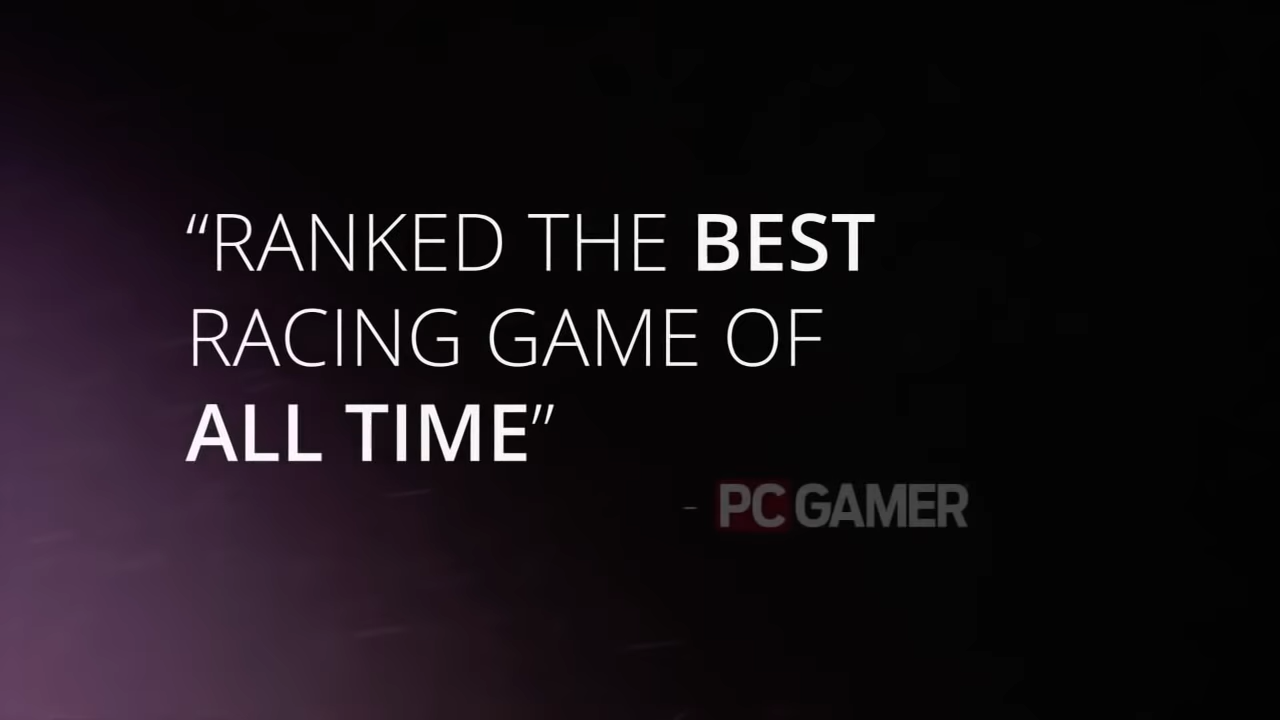 “RANKED THE BEST
RACING GAME OF
ALL TIME”
- PC GAMER